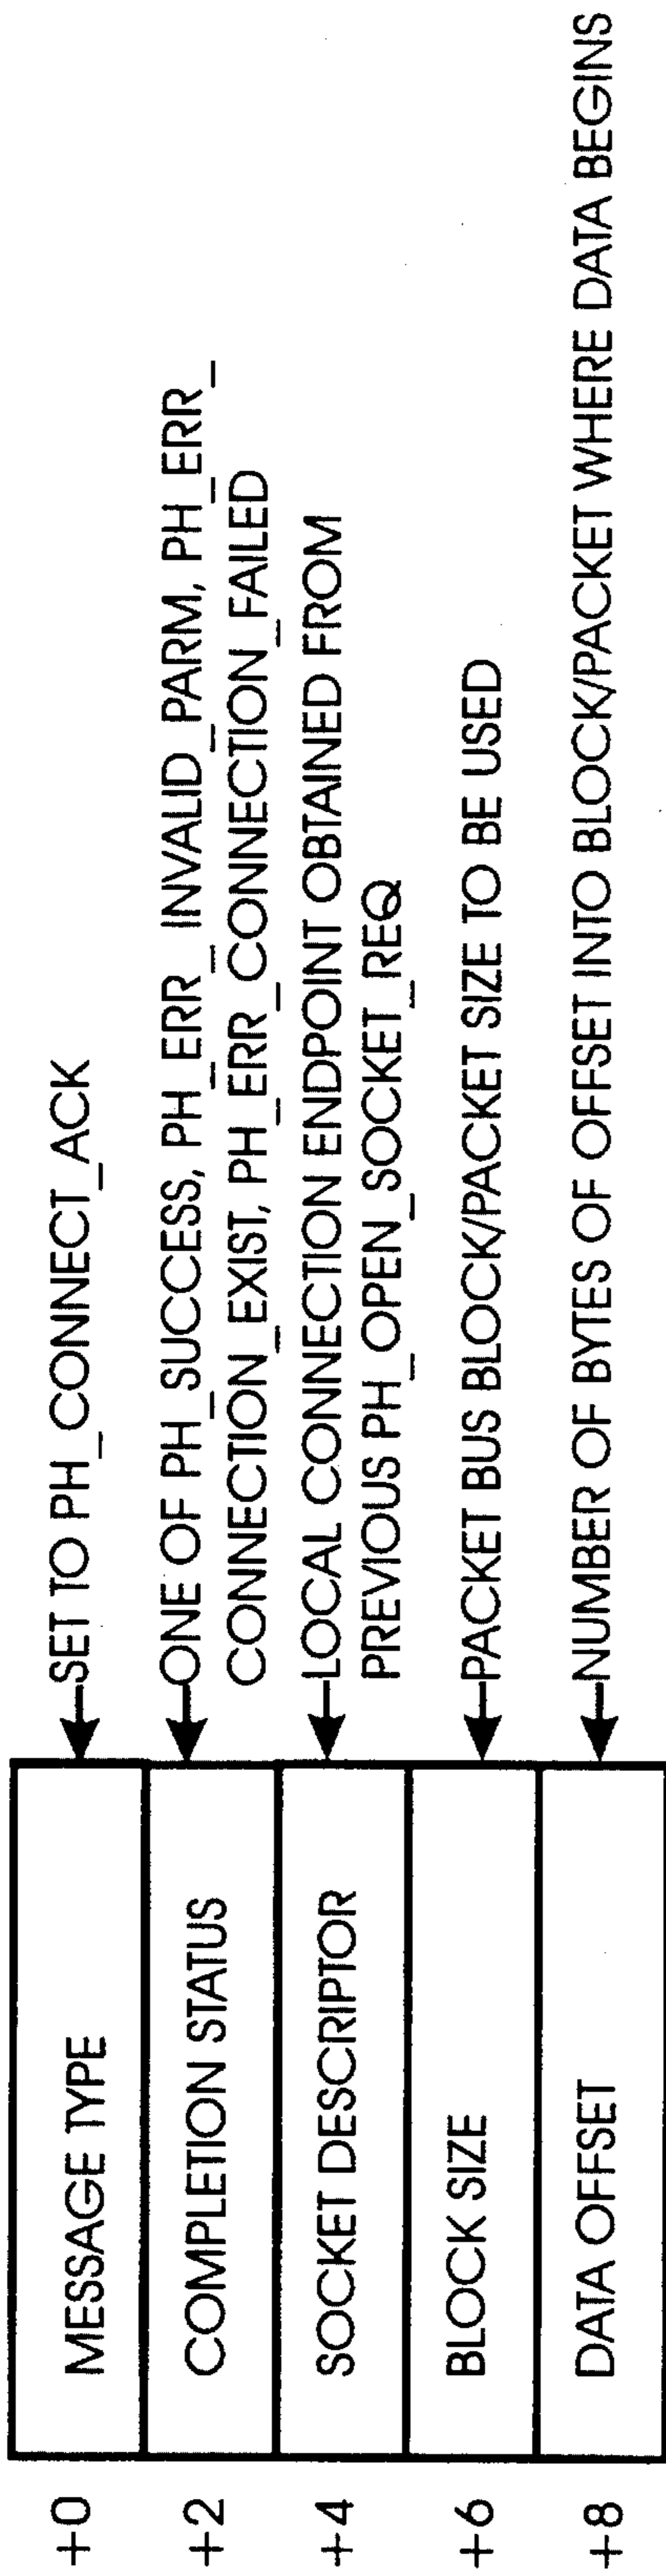 +0 MESSAGE TYPE SET TO PH_CONNECT_ACK
+2 COMPLETION STATUS ONE OF PH_SUCCESS, PH_ERR_INVALID_PARM, PH_ERR_
CONNECTION_EXIST, PH_ERR_CONNECTION_FAILED
+4 SOCKET DESCRIPTOR LOCAL CONNECTION ENDPOINT OBTAINED FROM
PREVIOUS PH_OPEN_SOCKET_REQ
+6 BLOCK SIZE PACKET BUS BLOCK/PACKET SIZE TO BE USED
+8 DATA OFFSET NUMBER OF BYTES OF OFFSET INTO BLOCK/PACKET WHERE DATA BEGINS